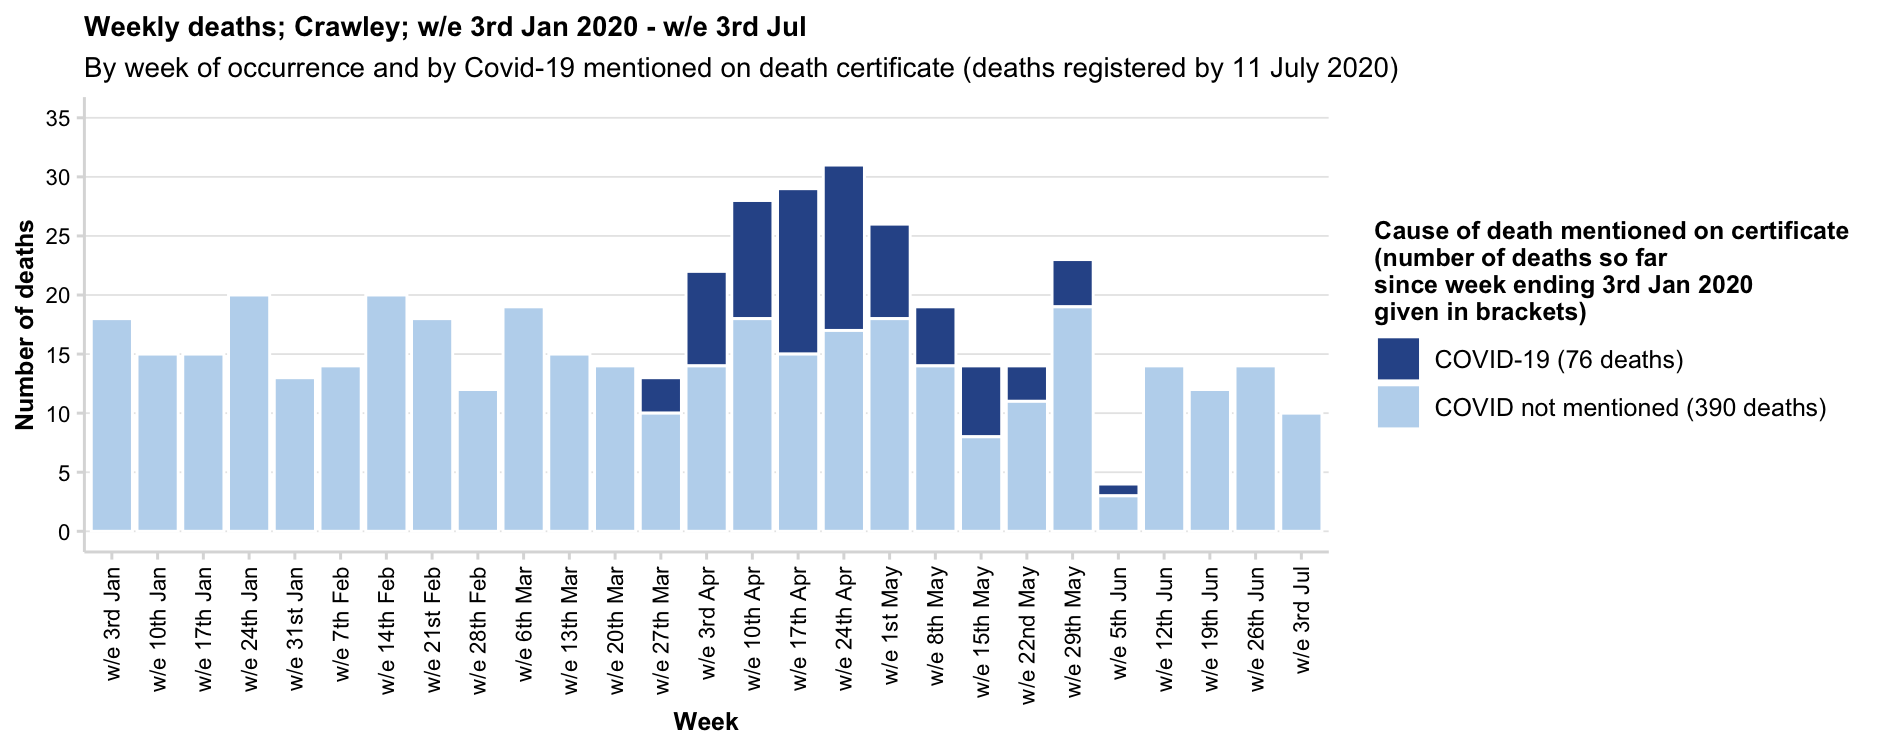 Weekly deaths; Crawley; w/e 3rd Jan 2020 - w/e 3rd Jul
By week of occurrence and by Covid-19 mentioned on death certificate (deaths registered by 11 July 2020)
Number of deaths
35
30
25
20
15
10
5
0
w/e 3rd Jan
w/e 10th Jan
w/e 17th Jan
w/e 24th Jan
w/e 31st Jan
w/e 7th Feb
w/e 14th Feb
w/e 21st Feb
w/e 28th Feb
w/e 6th Mar
w/e 13th Mar
w/e 20th Mar
w/e 27th Mar
w/e 3rd Apr
w/e 10th Apr
w/e 17th Apr
w/e 24th Apr
w/e 1st May
w/e 8th May
w/e 15th May
w/e 22nd May
w/e 29th May
w/e 5th Jun
w/e 12th Jun
w/e 19th Jun
w/e 26th Jun
w/e 3rd Jul
Week
Cause of death mentioned on certificate
(number of deaths so far
since week ending 3rd Jan 2020
given in brackets)
COVID-19 (76 deaths)
COVID not mentioned (390 deaths)